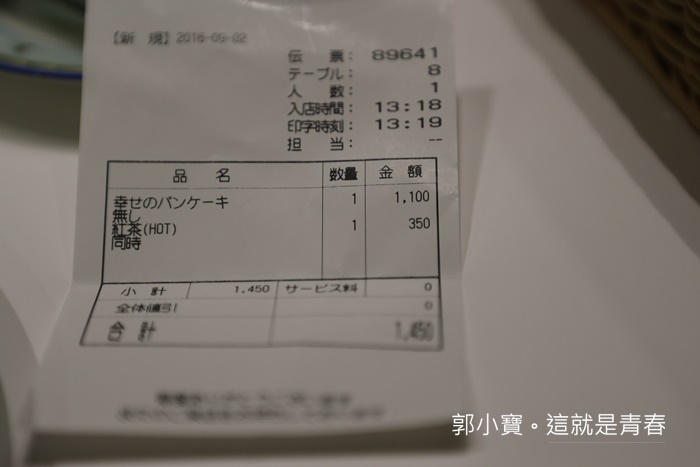 【新 規】 2016-09-02
伝 票: 89641
テーブル: 8
人 数: 1
入店時間: 13:18
印字時刻: 13:19
担 当: --
品 名 数量 金 額
幸せのパンケーキ 1 1,100
無し
紅茶(HOT) 1 350
同時
小 計 1,450 サービス料 0
全体値引 0
合 計 1,450
郭小寶。這就是青春